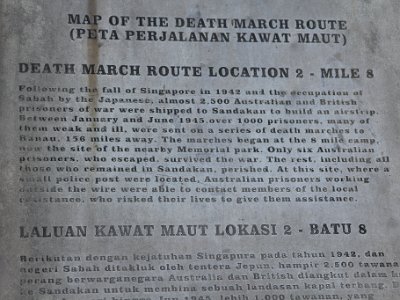 MAP OF THE DEATH MARCH ROUTE
(PETA PERJALANAN KAWAT MAUT)
DEATH MARCH ROUTE LOCATION 2 - MILE 8
Following the fall of Singapore in 1942 and the occupation of
Sabah by the Japanese, almost 2,500 Australian and British
prisoners of war were shipped to Sandakan to build an airstrip.
Between January and June 1945, over 1000 prisoners, many of
them weak and ill, were sent on a series of death marches to
Ranau, 156 miles away. The marches began at the 8 mile camp,
now the site of the nearby Memorial park. Only six Australian
prisoners, who escaped, survived the war. The rest, including all
those who remained in Sandakan, perished. At this site, where a
small police post were located, Australian prisoners working
outside the wire were able to contact members of the local
resistance, who risked their lives to give them assistance.
LALUAN KAWAT MAUT LOKASI 2 - BATU 8
Berikutan dengan kejatuhan Singapura pada tahun 1942, dan
negeri Sabah ditakluk oleh tentera Jepun, hampir 2,500 tawanan
perang berwarganegara Australia dan British diangkut dalam
ke Sandakan untuk membina sebuah landasan kapal terbang.
Jun 1945, lebih 1,000 tawanan, yang